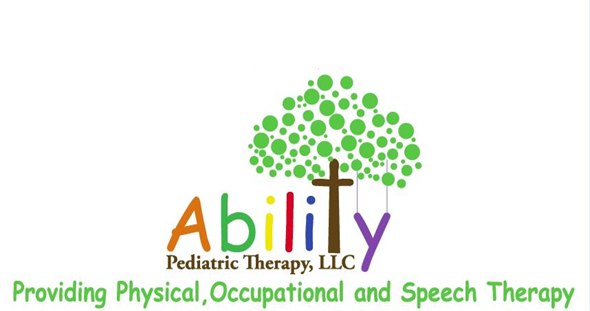 Ability
Pediatric Therapy, LLC
Providing Physical,Occupational and Speech Therapy